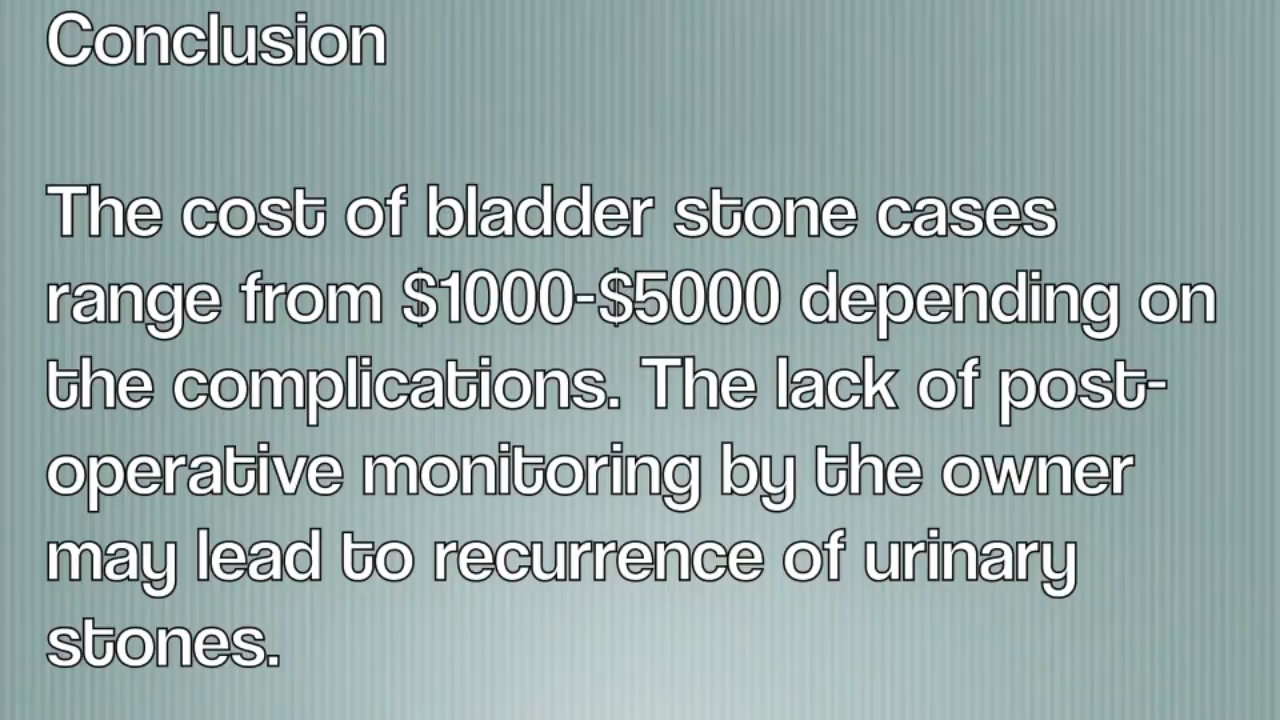 Conclusion
The cost of bladder stone cases
range from $1000-$5000 depending on
the complications. The lack of post-
operative monitoring by the owner
may lead to recurrence of urinary
stones.